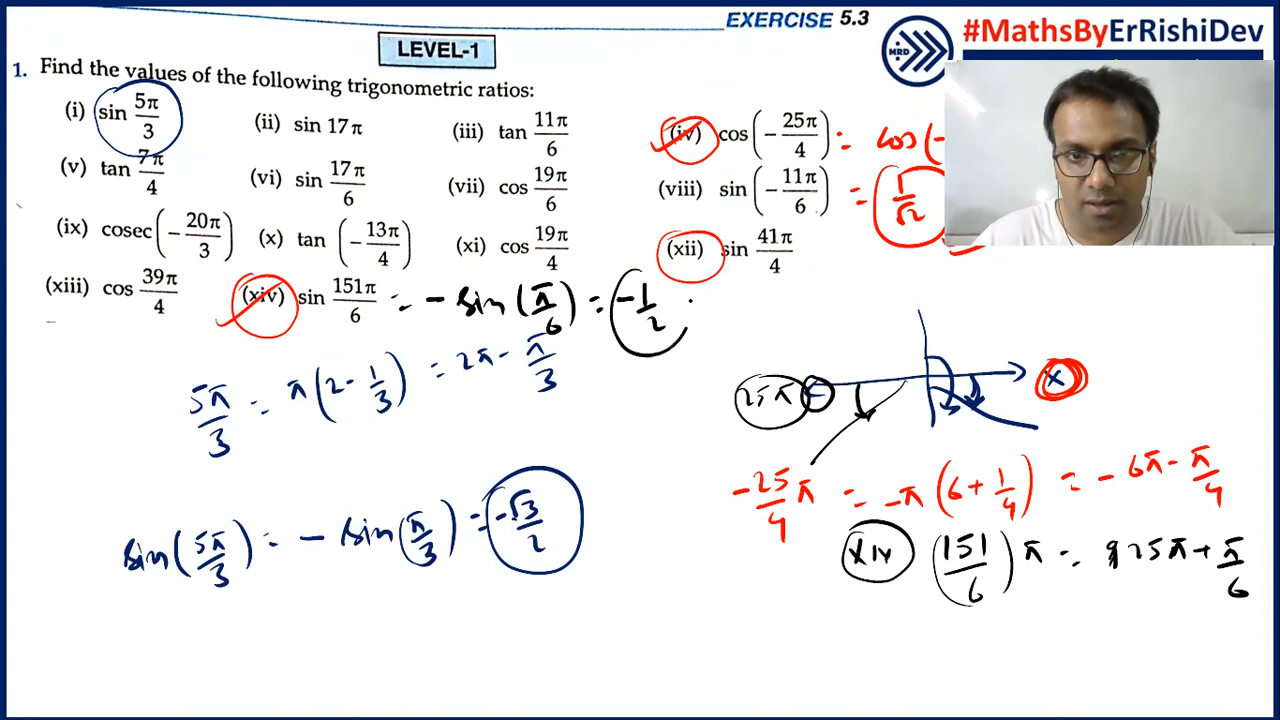 EXERCISE 5.3
#MathsByErRishiDev
MRD
LEVEL-1
1. Find the values of the following trigonometric ratios:
(i) sin 5π/3 (ii) sin 17π (iii) tan 11π/6 (iv) cos(-25π/4) = cos(-
(v) tan 7π/4 (vi) sin 17π/6 (vii) cos 19π/6 (viii) sin(-11π/6) = 1/√2
(ix) cosec(-20π/3) (x) tan(-13π/4) (xi) cos 19π/4 (xii) sin 41π/4
(xiii) cos 39π/4 (xiv) sin 151π/6 = - sin(π/6) = -1/2
5π/3 = π(2 - 1/3) = 2π - π/3
25π
x
-25/4 π = -π(6 + 1/4) = -6π - π/4
sin(5π/3) = - sin(π/3) = -√3/2
xiv (151/6)π = 25π + π/6